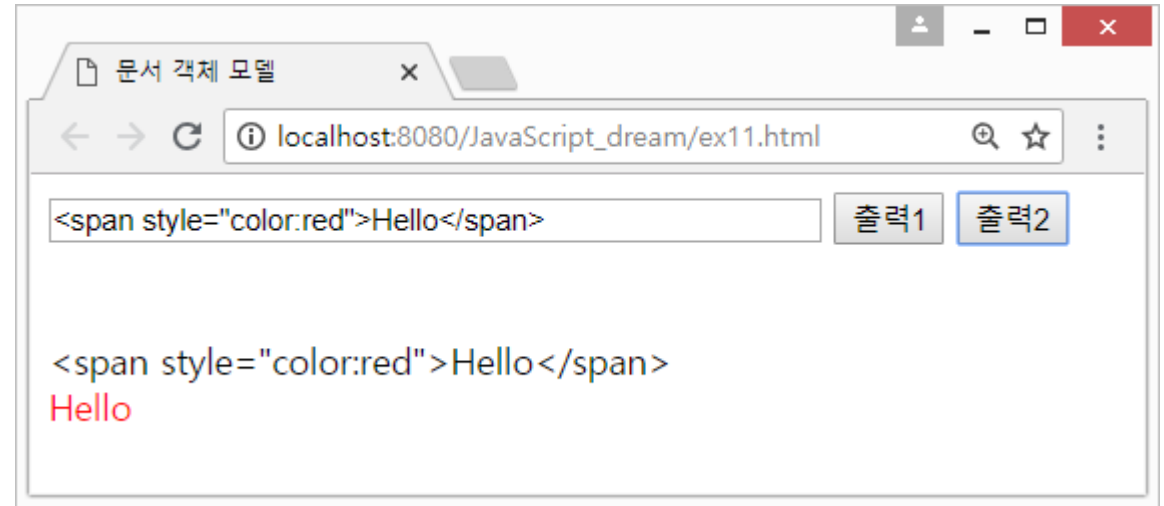 문서 객체 모델
localhost:8080/JavaScript_dream/ex11.html
<span style="color:red">Hello</span> 출력1 출력2
<span style="color:red">Hello</span>
Hello